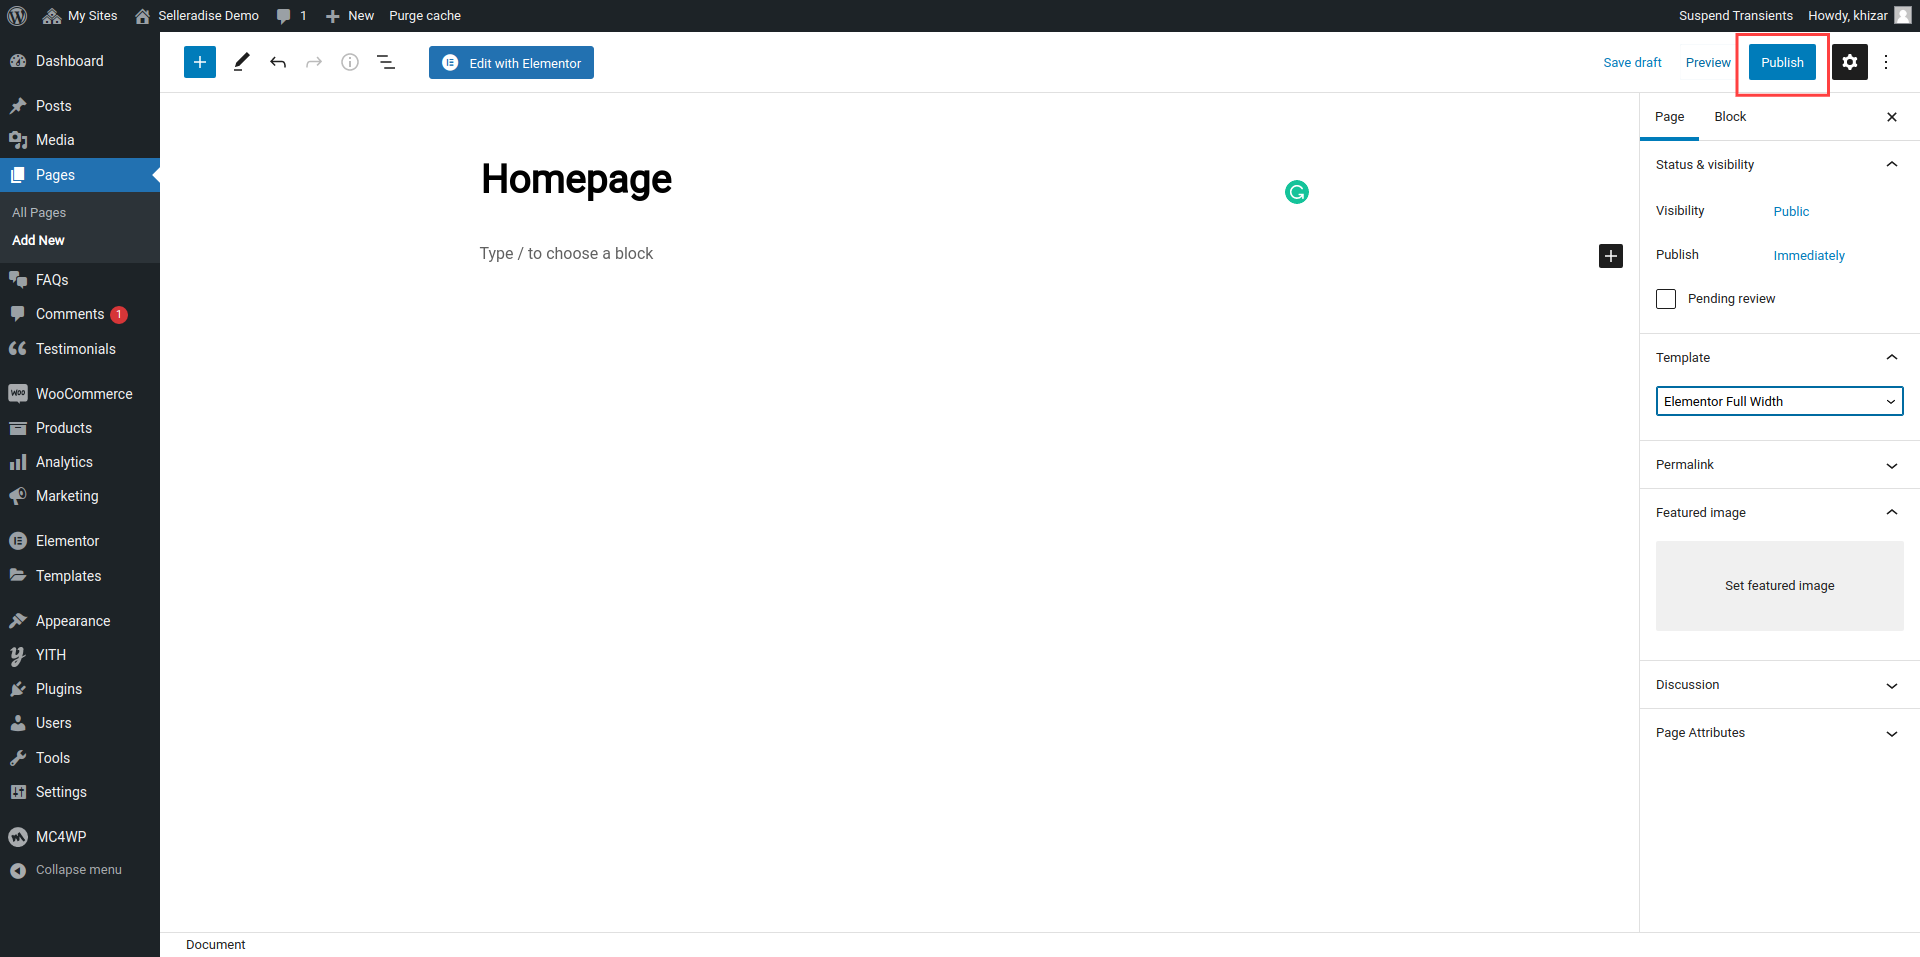 My Sites
Selleradise Demo
1
New
Purge cache
Suspend Transients
Howdy, khizar
Dashboard
Posts
Media
Pages
All Pages
Add New
FAQs
Comments 1
Testimonials
WooCommerce
Products
Analytics
Marketing
Elementor
Templates
Appearance
YITH
Plugins
Users
Tools
Settings
MC4WP
Collapse menu
Edit with Elementor
Save draft
Preview
Publish
Homepage
Type / to choose a block
Page
Block
Status & visibility
Visibility
Public
Publish
Immediately
Pending review
Template
Elementor Full Width
Permalink
Featured image
Set featured image
Discussion
Page Attributes
Document